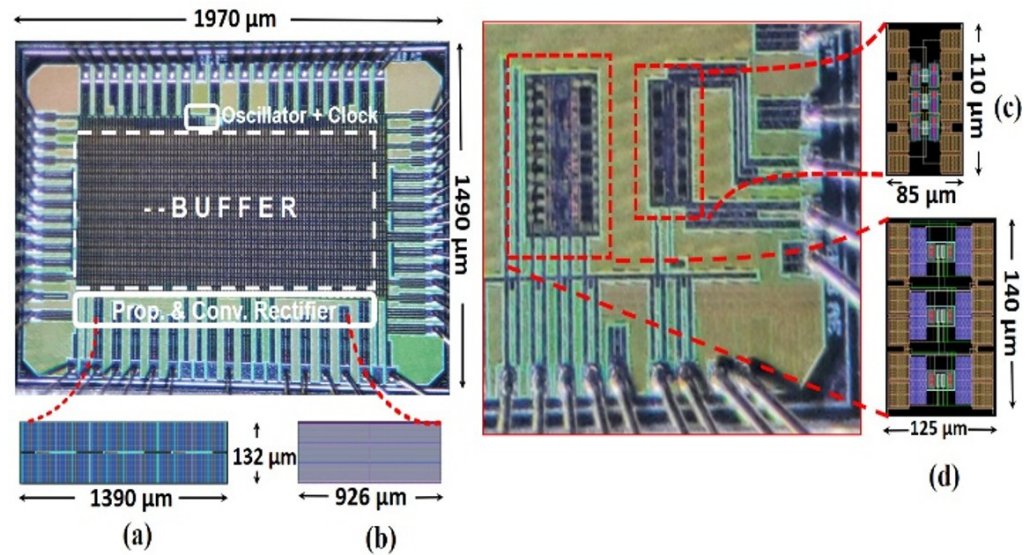 1970 µm
Oscillator + Clock
--BUFFER
1490 µm
Prop. & Conv. Rectifier
132 µm
1390 µm
926 µm
(a)
(b)
110 µm
(c)
85 µm
140 µm
125 µm
(d)